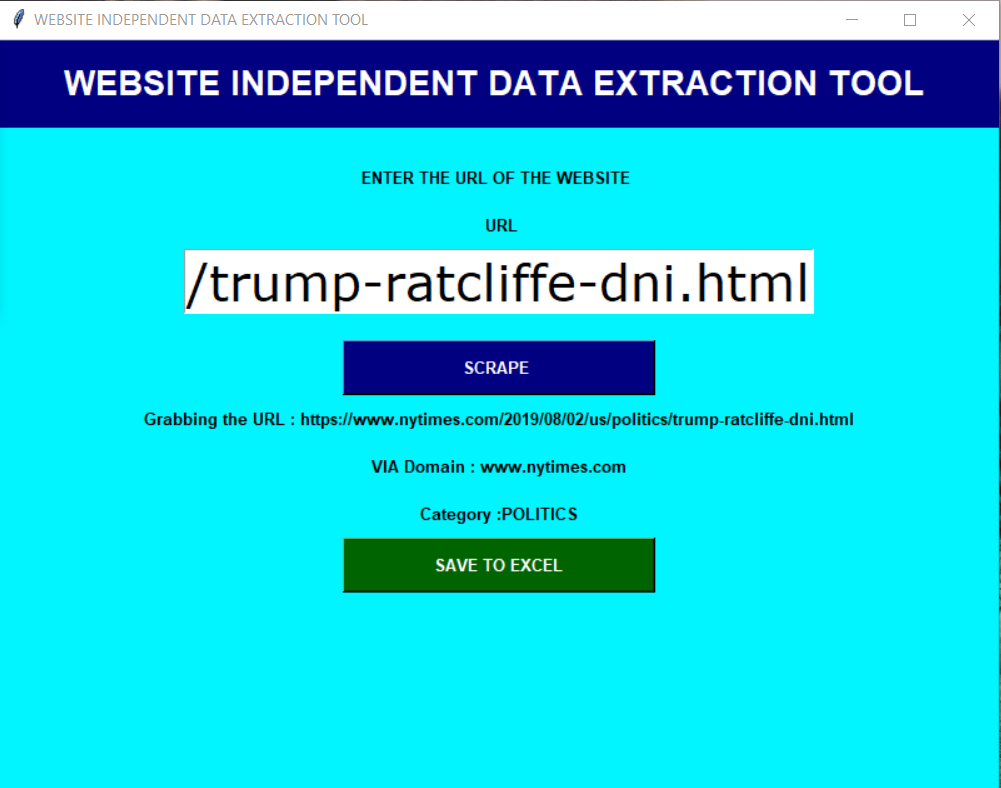 WEBSITE INDEPENDENT DATA EXTRACTION TOOL
WEBSITE INDEPENDENT DATA EXTRACTION TOOL
ENTER THE URL OF THE WEBSITE
URL
/trump-ratcliffe-dni.html
SCRAPE
Grabbing the URL : https://www.nytimes.com/2019/08/02/us/politics/trump-ratcliffe-dni.html
VIA Domain : www.nytimes.com
Category :POLITICS
SAVE TO EXCEL